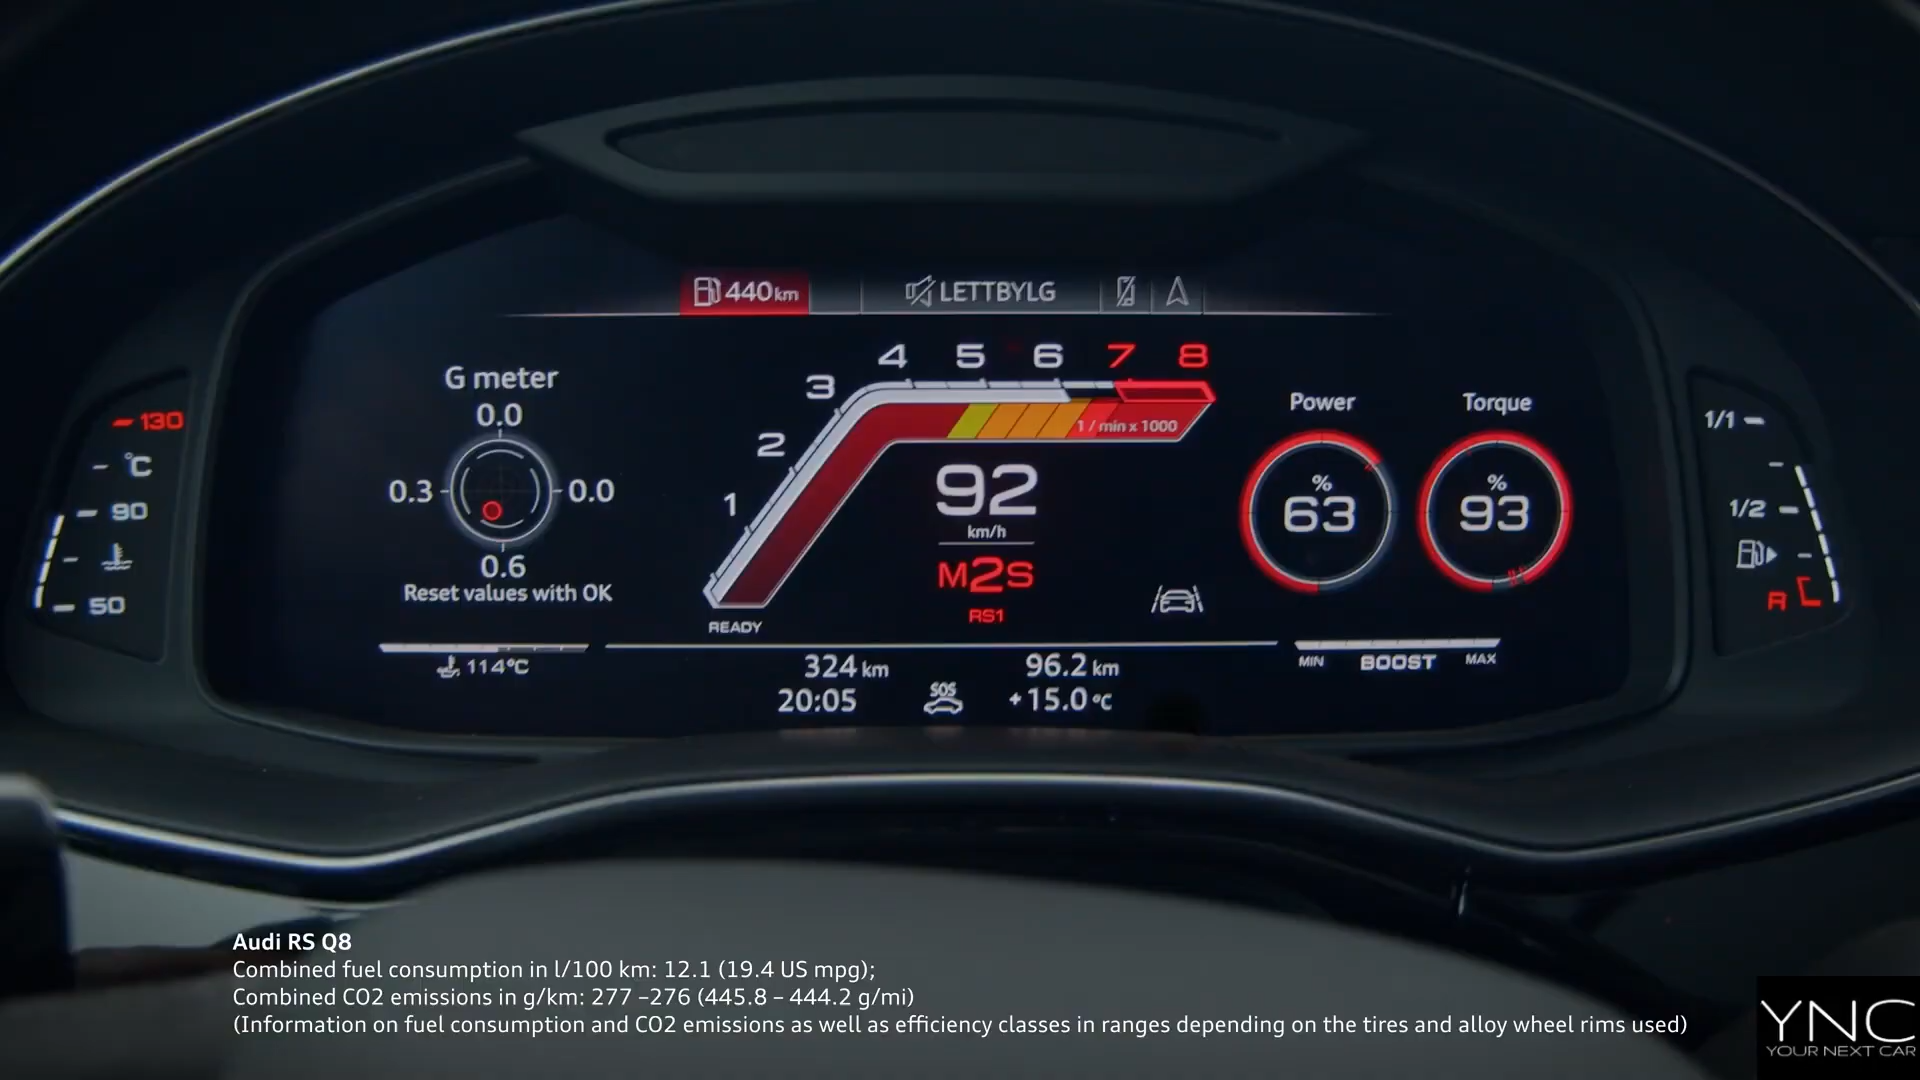 440 km
LETTBYLG
G meter
0.0
0.3
0.0
0.6
Reset values with OK
114°C
130
°C
90
50
1
2
3
4
5
6
7
8
1 / min x 1000
92
km/h
M2S
RS1
READY
324 km
96.2 km
20:05
SOS
+15.0 °C
Power
%
63
Torque
%
93
MIN
BOOST
MAX
1/1
1/2
R
Audi RS Q8
Combined fuel consumption in l/100 km: 12.1 (19.4 US mpg);
Combined CO2 emissions in g/km: 277 –276 (445.8 – 444.2 g/mi)
(Information on fuel consumption and CO2 emissions as well as efficiency classes in ranges depending on the tires and alloy wheel rims used)
YNC
YOUR NEXT CAR